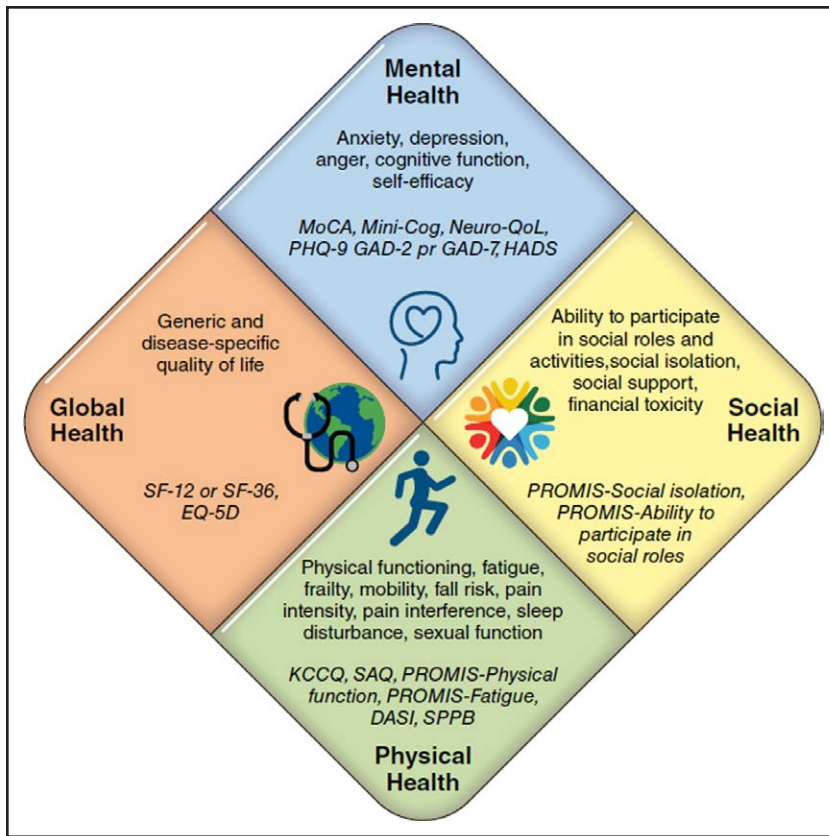 Mental
Health
Anxiety, depression,
anger, cognitive function,
self-efficacy
MoCA, Mini-Cog, Neuro-QoL,
PHQ-9 GAD-2 pr GAD-7, HADS
Generic and
disease-specific
quality of life
Global
Health
SF-12 or SF-36,
EQ-5D
Ability to participate
in social roles and
activities,social isolation,
social support,
financial toxicity
Social
Health
PROMIS-Social isolation,
PROMIS-Ability to
participate in
social roles
Physical functioning, fatigue,
frailty, mobility, fall risk, pain
intensity, pain interference, sleep
disturbance, sexual function
KCCQ, SAQ, PROMIS-Physical
function, PROMIS-Fatigue,
DASI, SPPB
Physical
Health